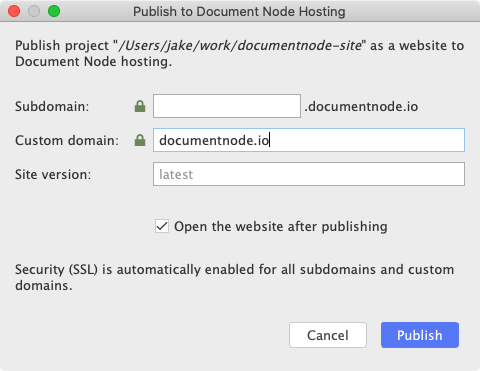 Publish to Document Node Hosting
Publish project "/Users/jake/work/documentnode-site" as a website to
Document Node hosting.
Subdomain: .documentnode.io
Custom domain: documentnode.io
Site version: latest
Open the website after publishing
Security (SSL) is automatically enabled for all subdomains and custom
domains.
Cancel Publish